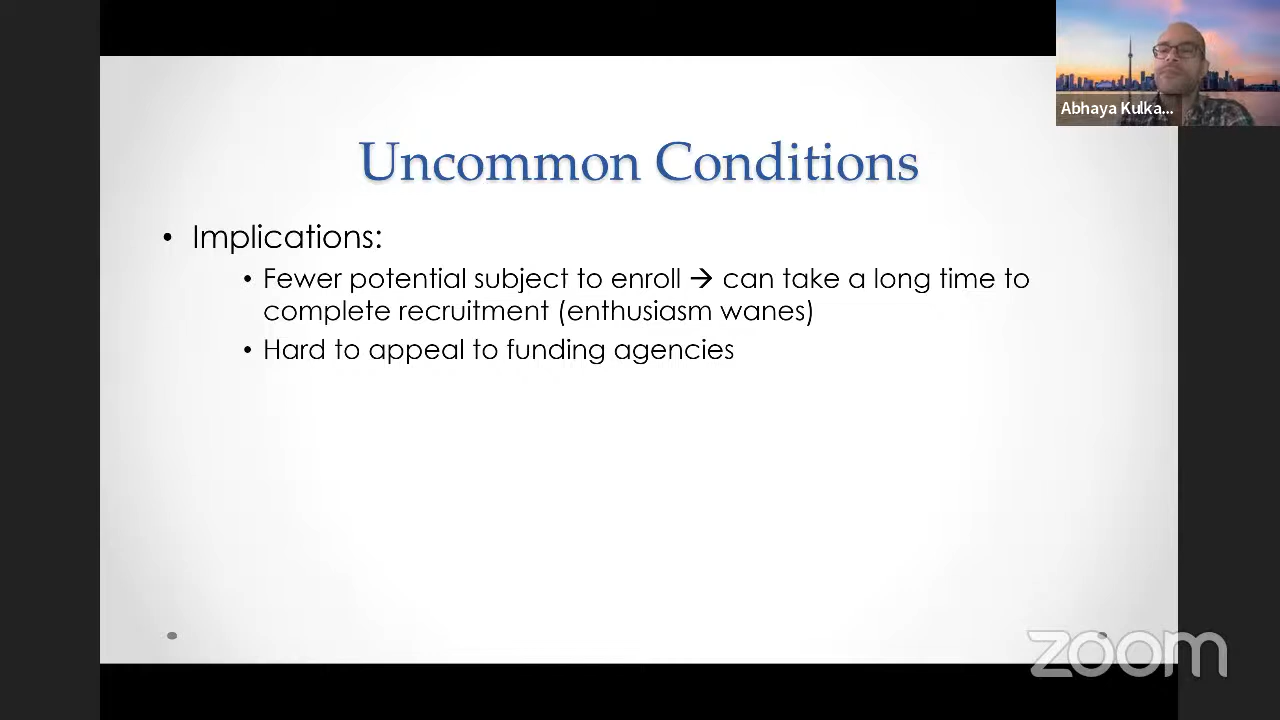 Abhaya Kulka...
Uncommon Conditions
• Implications:
• Fewer potential subject to enroll → can take a long time to
complete recruitment (enthusiasm wanes)
• Hard to appeal to funding agencies
zoom